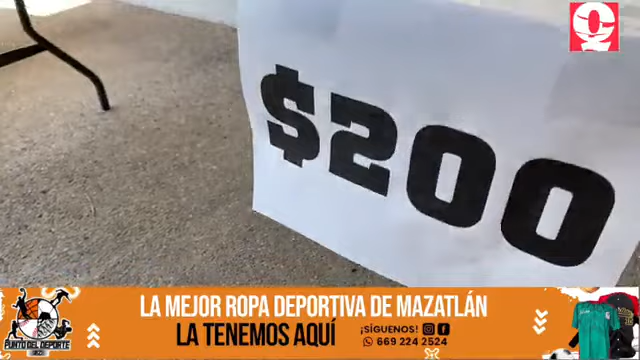 $200
LA MEJOR ROPA DEPORTIVA DE MAZATLÁN
LA TENEMOS AQUÍ
¡SÍGUENOS!
669 224 2524
PUNTO DEL DEPORTE